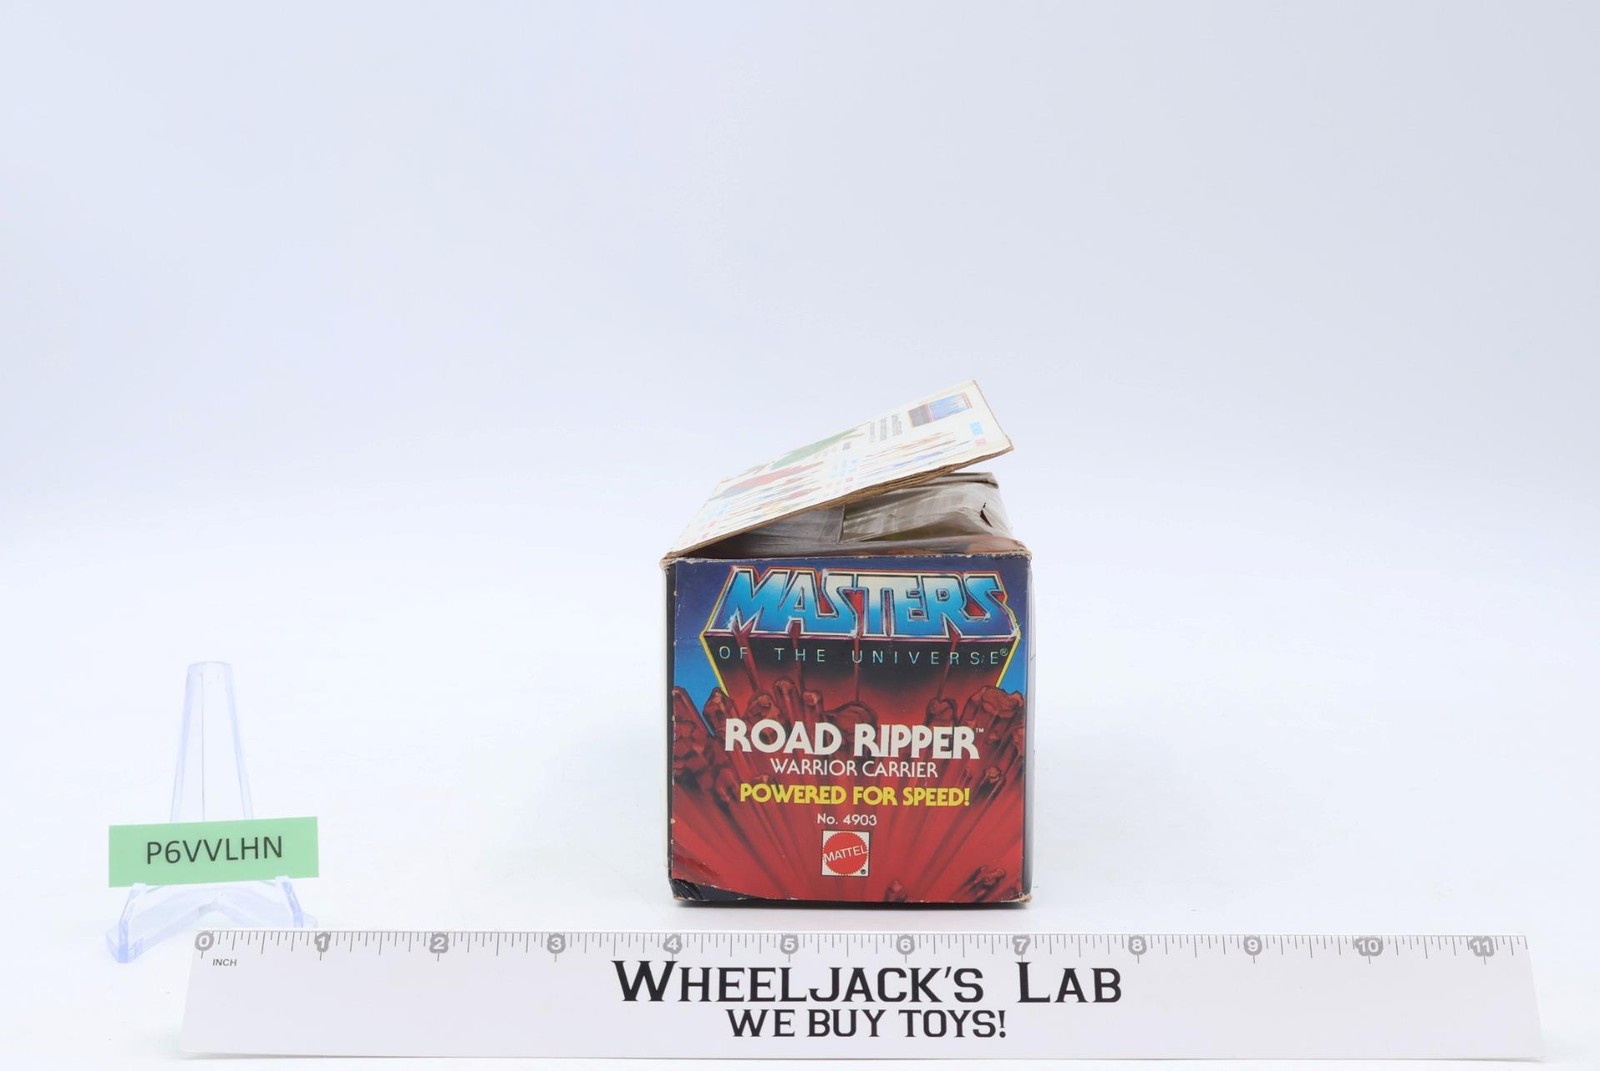 MASTERS
OF THE UNIVERSE®
ROAD RIPPER™
WARRIOR CARRIER
POWERED FOR SPEED!
No. 4903
MATTEL
®
P6VVLHN
0 1 2 3 4 5 6 7 8 9 10 11
INCH
WHEELJACK'S LAB
WE BUY TOYS!